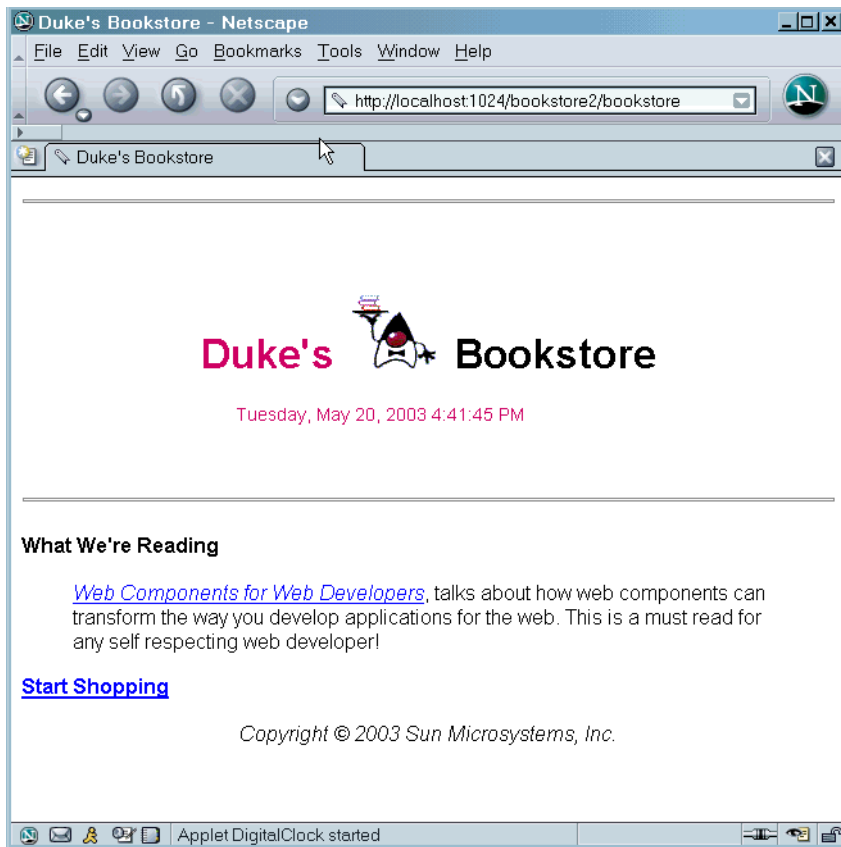 Duke's Bookstore - Netscape
File Edit View Go Bookmarks Tools Window Help
http://localhost:1024/bookstore2/bookstore
N
Duke's Bookstore
Duke's Bookstore
Tuesday, May 20, 2003 4:41:45 PM
What We're Reading
Web Components for Web Developers, talks about how web components can
transform the way you develop applications for the web. This is a must read for
any self respecting web developer!
Start Shopping
Copyright © 2003 Sun Microsystems, Inc.
Applet DigitalClock started